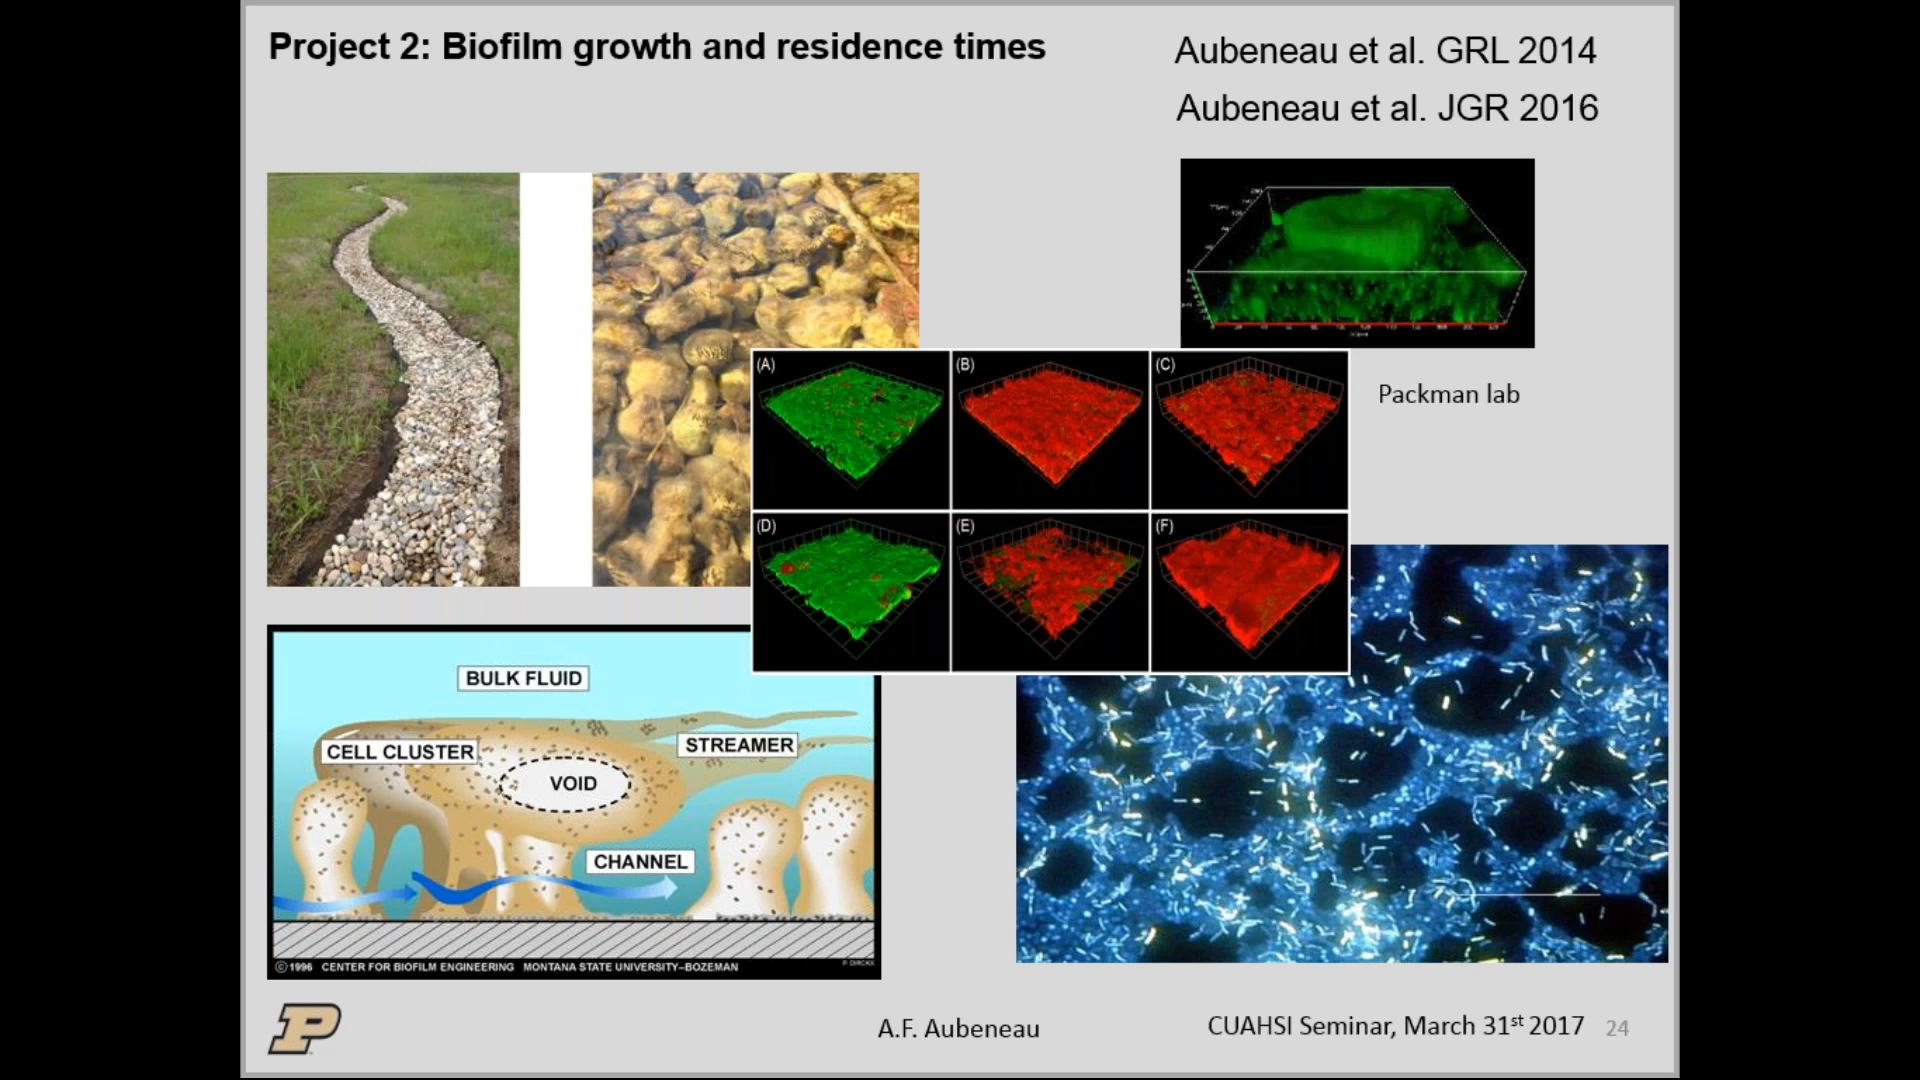 Project 2: Biofilm growth and residence times
Aubeneau et al. GRL 2014
Aubeneau et al. JGR 2016
Packman lab
(A)
(B)
(C)
(D)
(E)
(F)
BULK FLUID
CELL CLUSTER
STREAMER
VOID
CHANNEL
© 1996 CENTER FOR BIOFILM ENGINEERING MONTANA STATE UNIVERSITY–BOZEMAN
P. DIRCKX
P
A.F. Aubeneau
CUAHSI Seminar, March 31st 2017
24